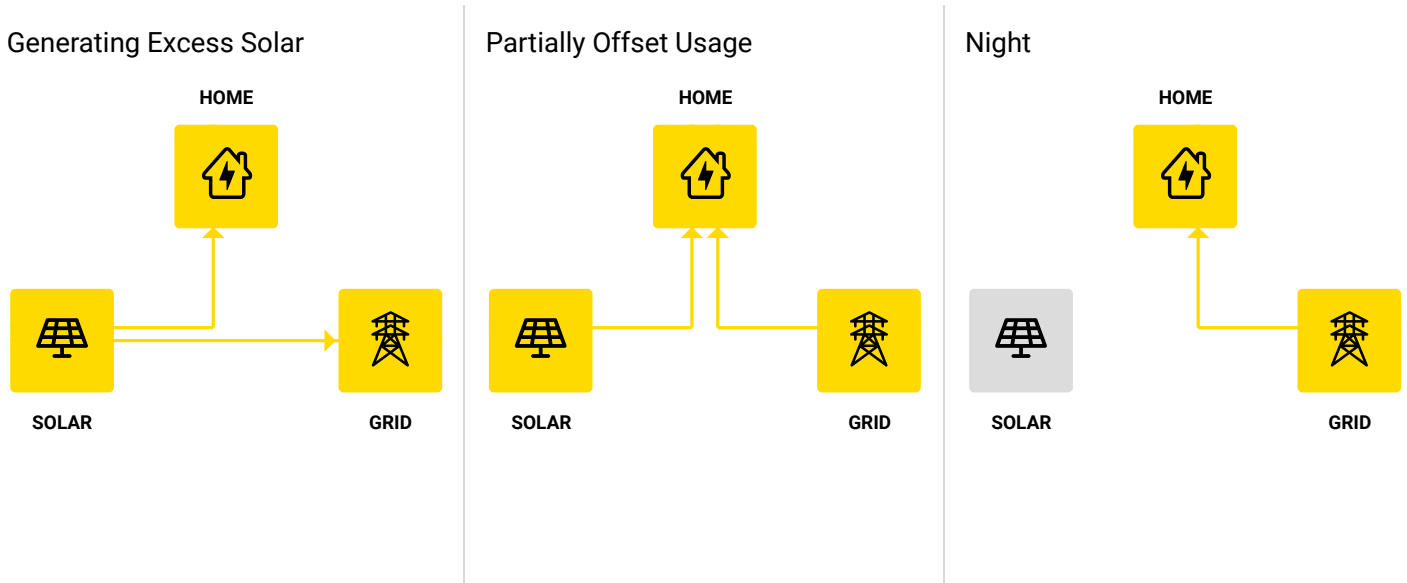 Generating Excess Solar
HOME
SOLAR
GRID
Partially Offset Usage
HOME
SOLAR
GRID
Night
HOME
SOLAR
GRID